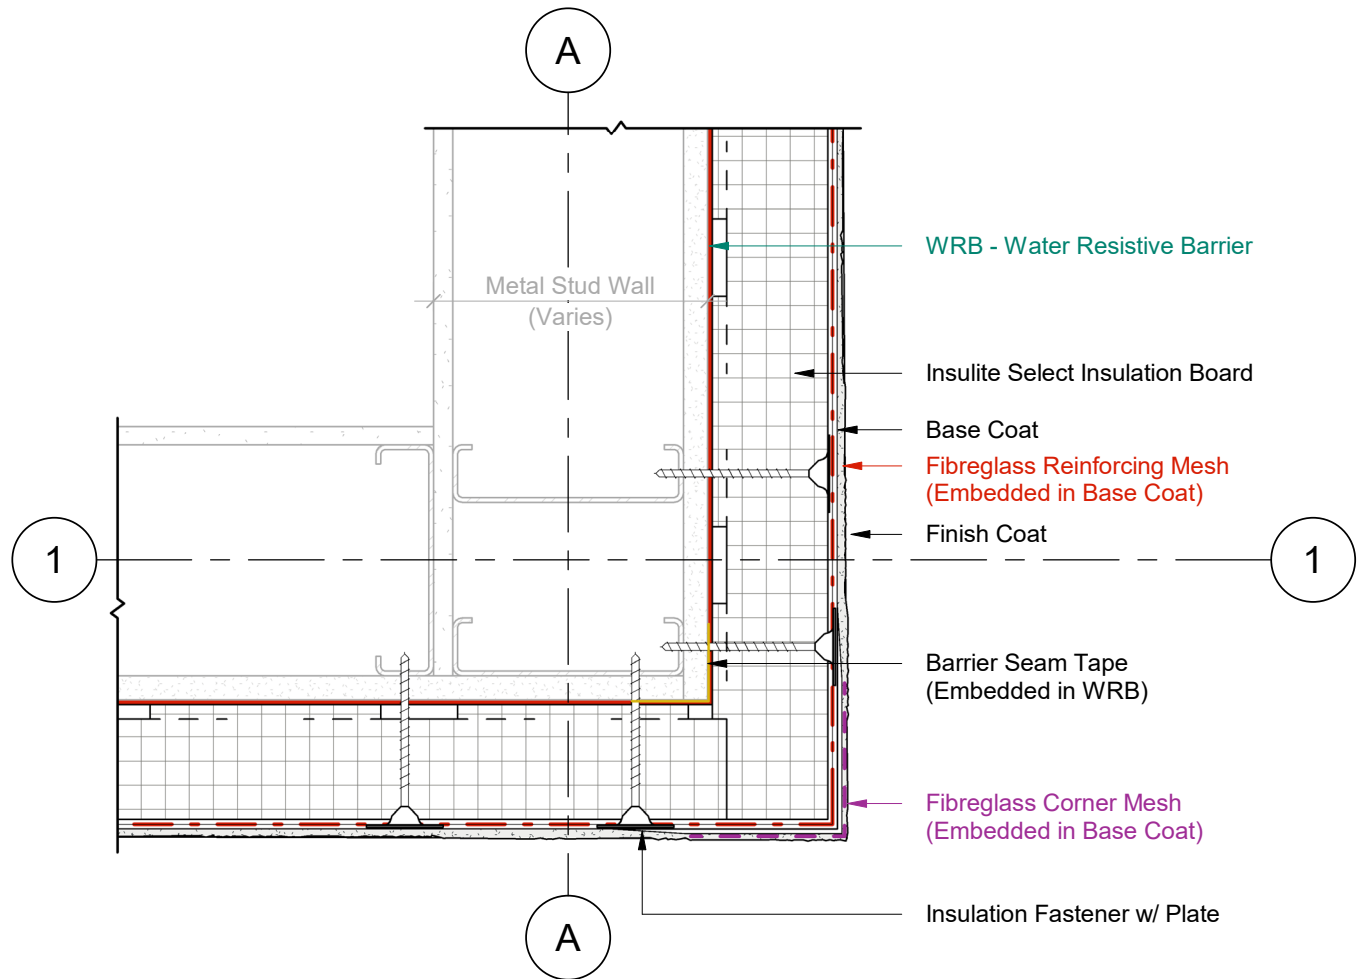 A
WRB - Water Resistive Barrier
Metal Stud Wall
(Varies)
Insulite Select Insulation Board
Base Coat
Fibreglass Reinforcing Mesh
(Embedded in Base Coat)
Finish Coat
1
1
Barrier Seam Tape
(Embedded in WRB)
Fibreglass Corner Mesh
(Embedded in Base Coat)
Insulation Fastener w/ Plate
A